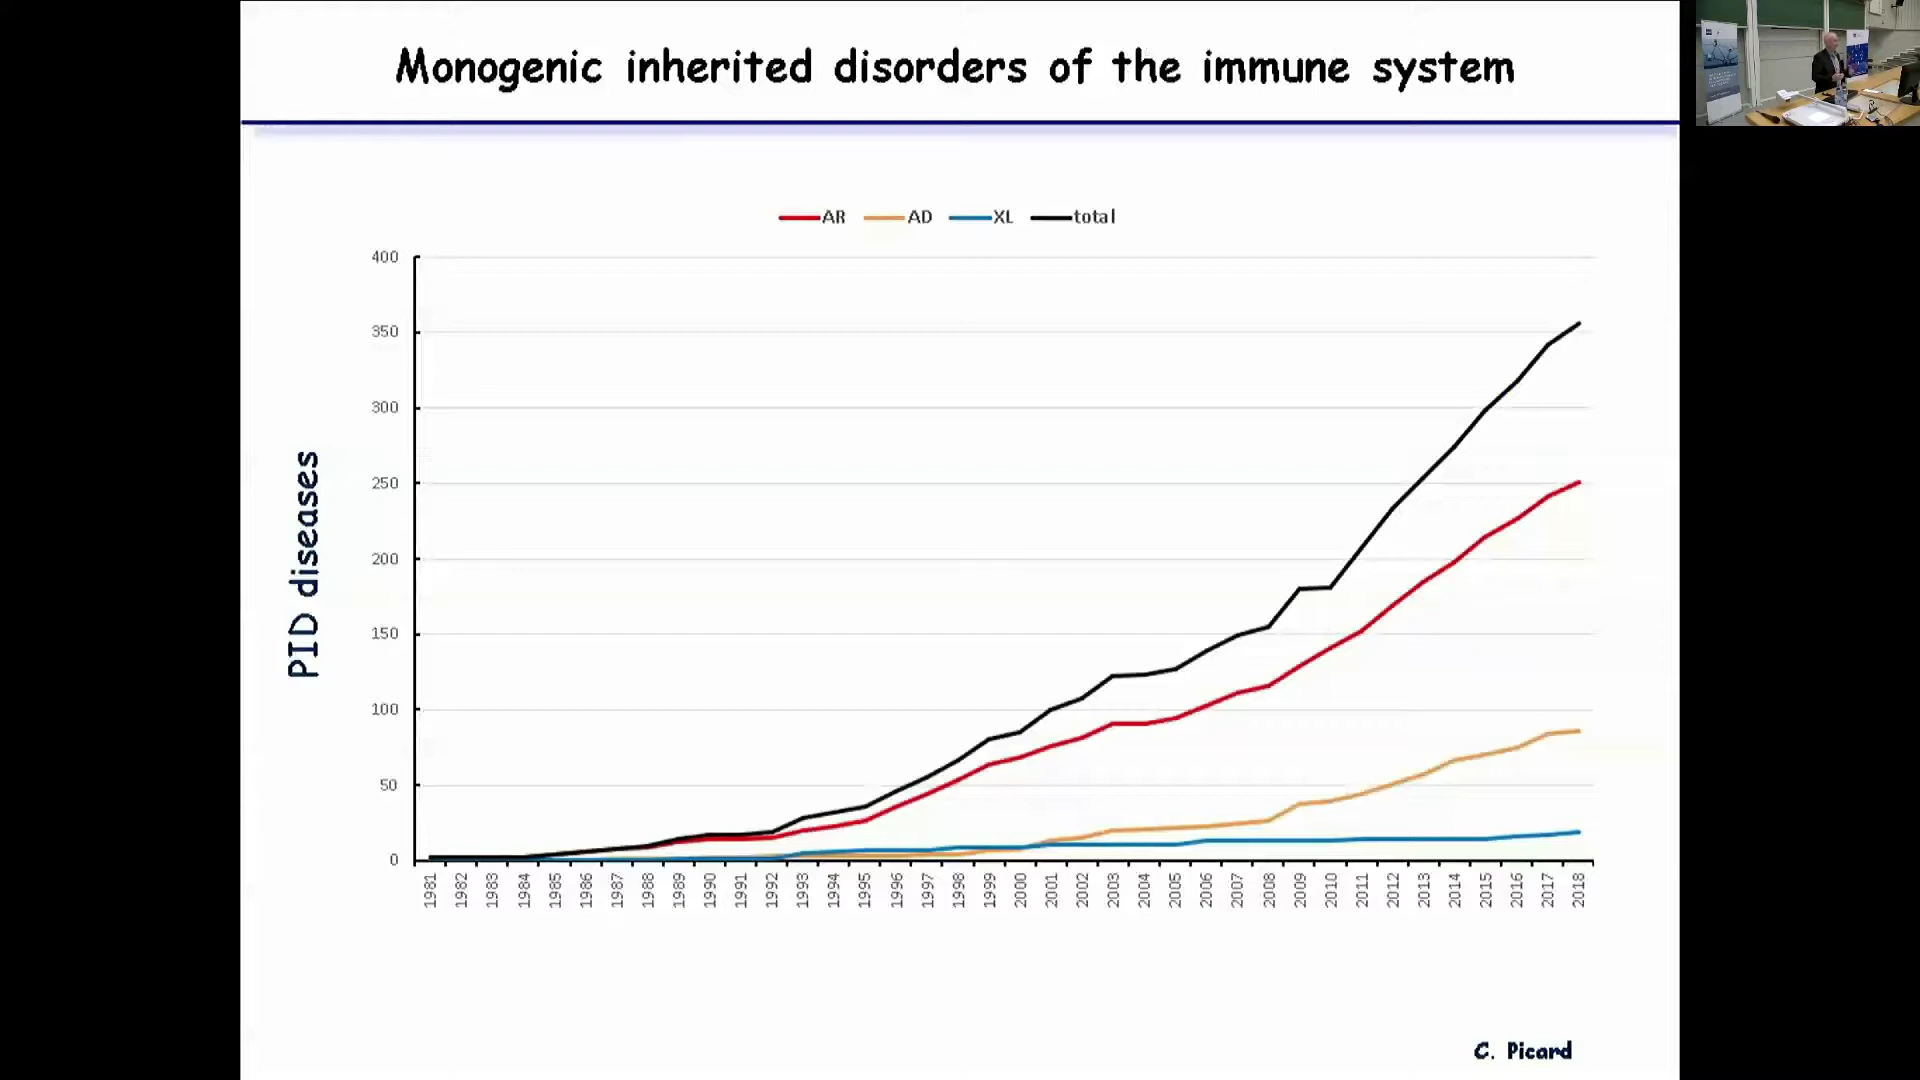 Monogenic inherited disorders of the immune system
AR AD XL total
400
350
300
250
200
150
100
50
0
PID diseases
1981 1982 1983 1984 1985 1986 1987 1988 1989 1990 1991 1992 1993 1994 1995 1996 1997 1998 1999 2000 2001 2002 2003 2004 2005 2006 2007 2008 2009 2010 2011 2012 2013 2014 2015 2016 2017 2018
C. Picard